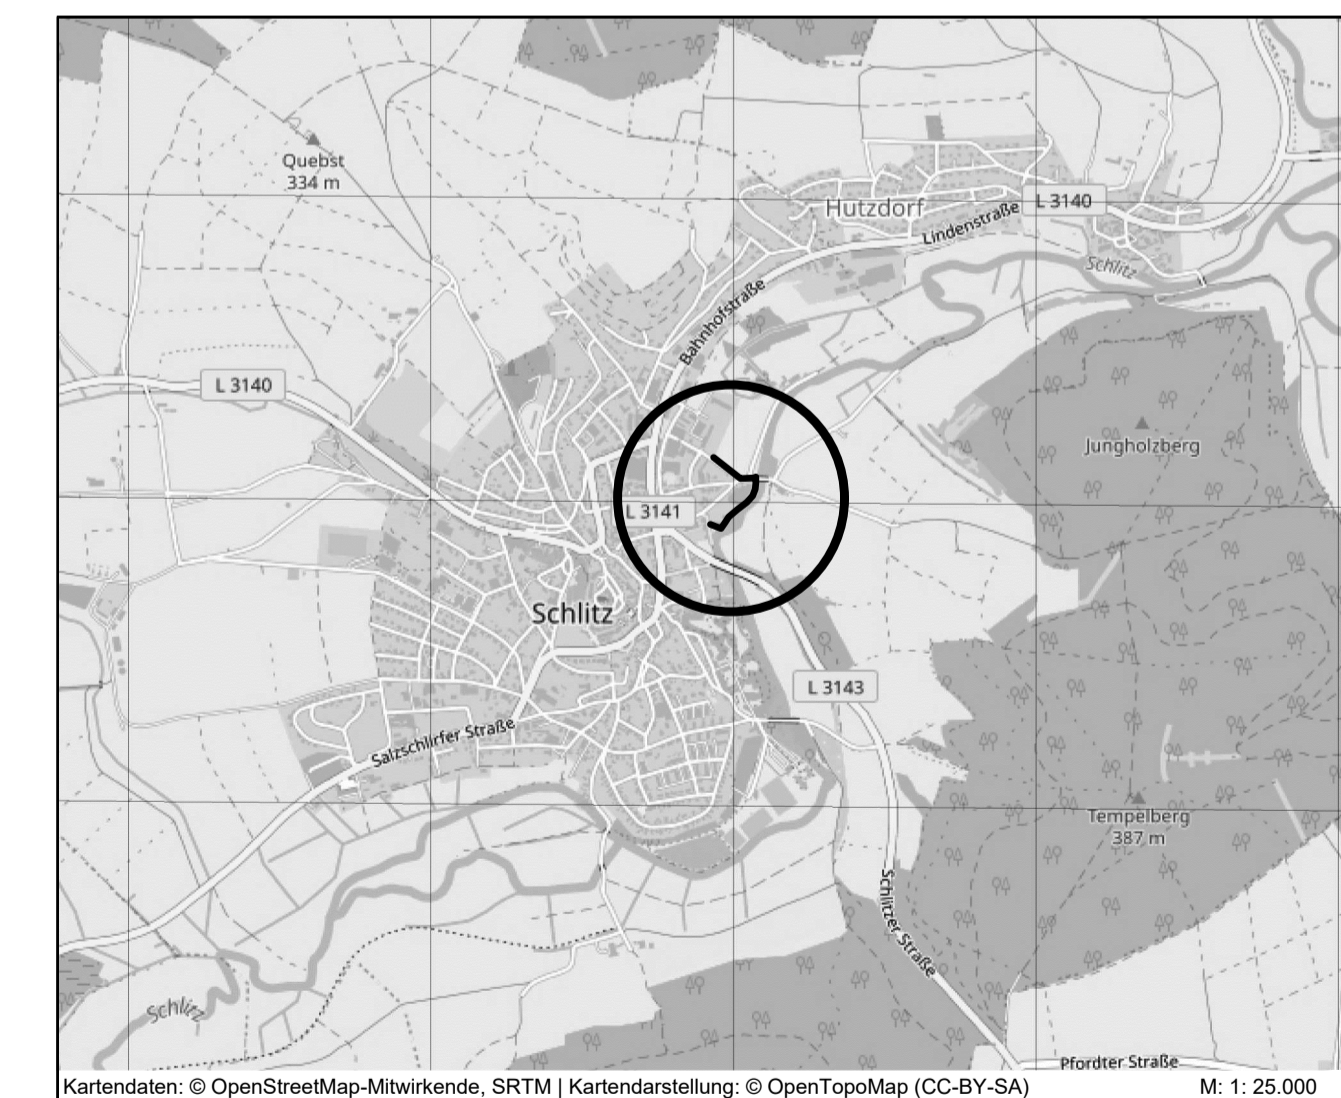 Quebst
334 m
Hutzdorf
L 3140
Lindenstraße
Schlitz
Bahnhofstraße
L 3140
Jungholzberg
L 3141
Schlitz
L 3143
Salzschlirfer Straße
Tempelberg
387 m
Schlitzer Straße
Schlitz
Pfordter Straße
Kartendaten: © OpenStreetMap-Mitwirkende, SRTM | Kartendarstellung: © OpenTopoMap (CC-BY-SA)
M: 1: 25.000